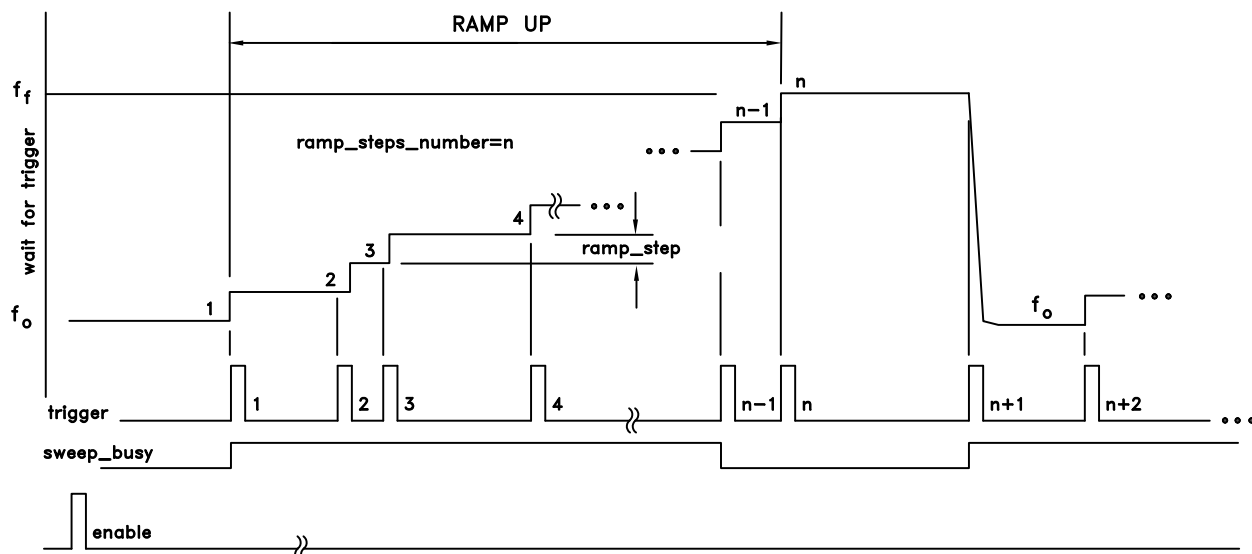 RAMP UP
f_f
n
n-1
wait for trigger
ramp_steps_number=n
4
ramp_step
3
2
1
f_o
f_o
trigger
1
2
3
4
n-1
n
n+1
n+2
sweep_busy
enable